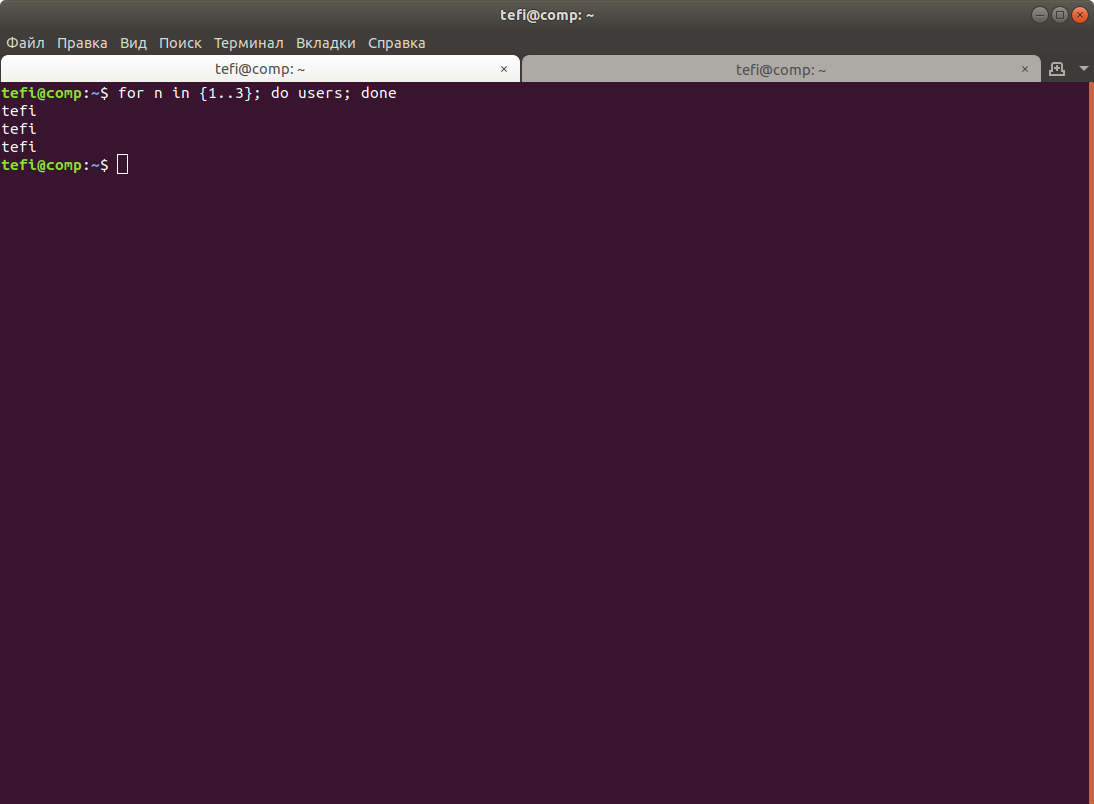 tefi@comp: ~
Файл Правка Вид Поиск Терминал Вкладки Справка
tefi@comp: ~ × tefi@comp: ~ ×
tefi@comp:~$ for n in {1..3}; do users; done
tefi
tefi
tefi
tefi@comp:~$